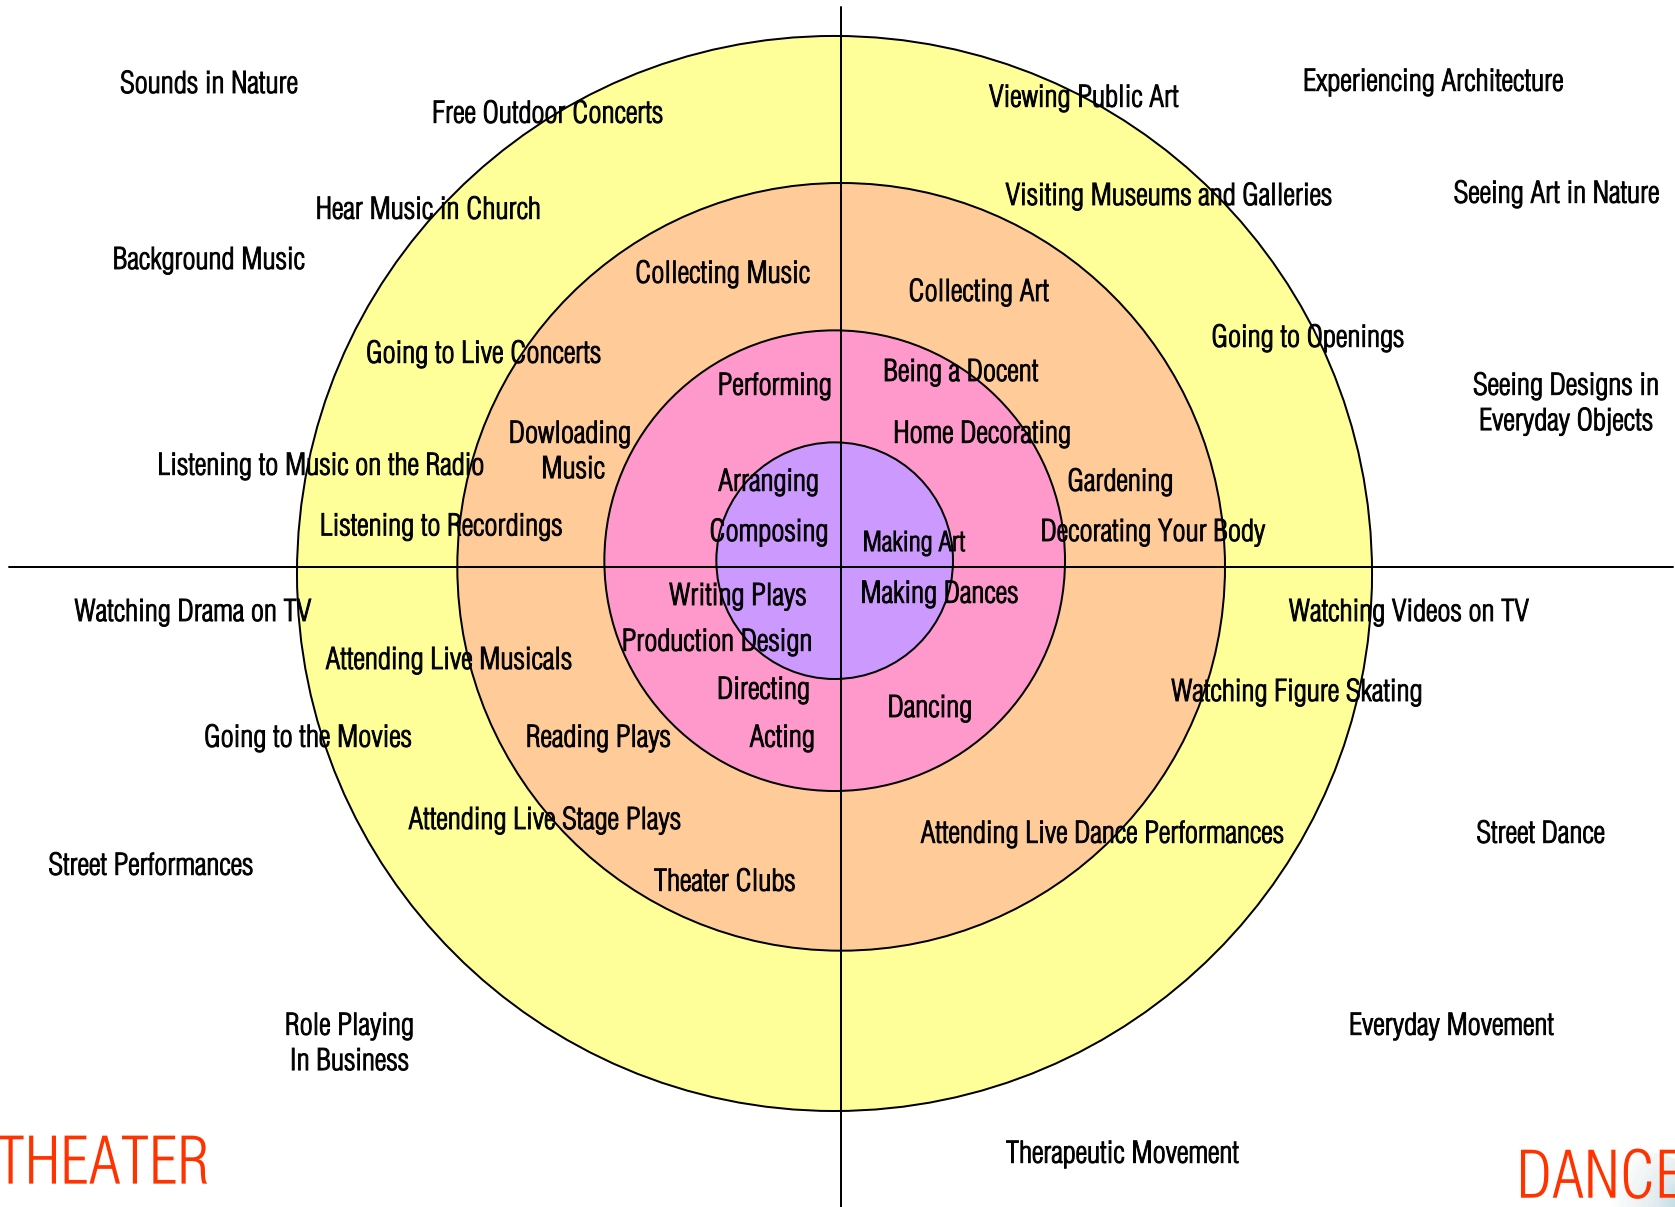 Sounds in Nature
Free Outdoor Concerts
Hear Music in Church
Background Music
Collecting Music
Going to Live Concerts
Performing
Dowloading
Music
Listening to Music on the Radio
Arranging
Listening to Recordings
Composing
Viewing Public Art
Experiencing Architecture
Visiting Museums and Galleries
Seeing Art in Nature
Collecting Art
Going to Openings
Being a Docent
Seeing Designs in
Everyday Objects
Home Decorating
Gardening
Decorating Your Body
Making Art
Writing Plays
Watching Drama on TV
Production Design
Attending Live Musicals
Directing
Going to the Movies
Reading Plays
Acting
Attending Live Stage Plays
Street Performances
Theater Clubs
Role Playing
In Business
THEATER
Making Dances
Watching Videos on TV
Watching Figure Skating
Dancing
Attending Live Dance Performances
Street Dance
Everyday Movement
Therapeutic Movement
DANCE